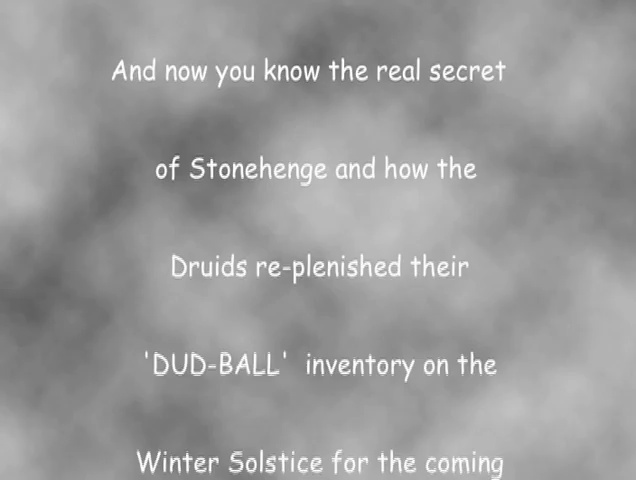 And now you know the real secret
of Stonehenge and how the
Druids re-plenished their
'DUD-BALL'  inventory on the
Winter Solstice for the coming